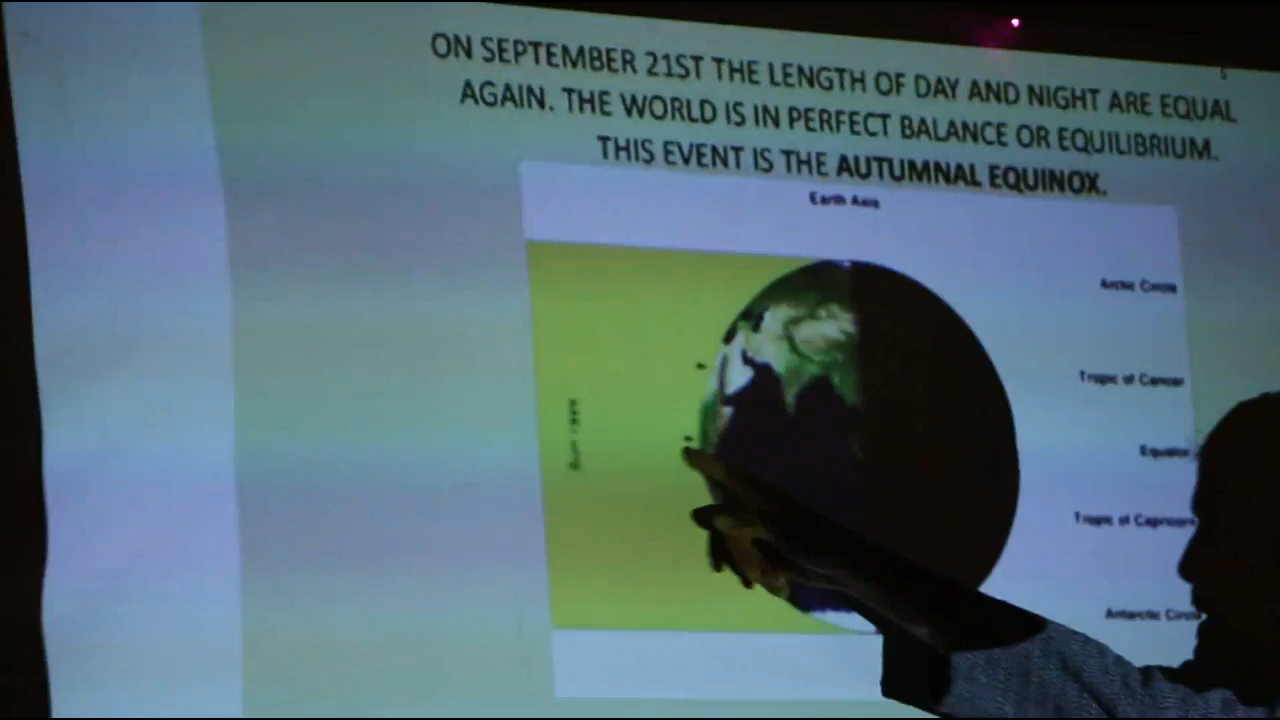 ON SEPTEMBER 21ST THE LENGTH OF DAY AND NIGHT ARE EQUAL
AGAIN. THE WORLD IS IN PERFECT BALANCE OR EQUILIBRIUM.
THIS EVENT IS THE AUTUMNAL EQUINOX.
Earth Axis
Arctic Circle
Tropic of Cancer
Sun rays
Equator
Tropic of Capricorn
Antarctic Circle